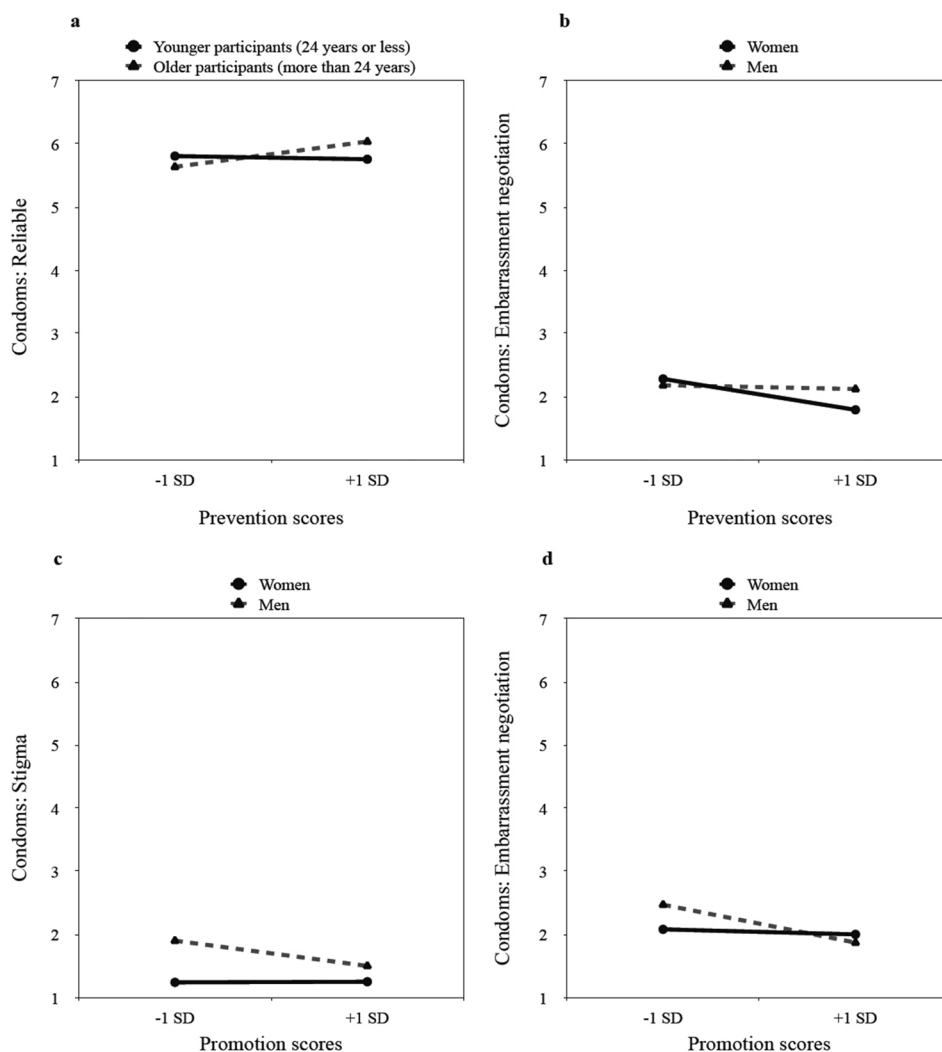 a
Younger participants (24 years or less)
Older participants (more than 24 years)
7
6
5
4
3
2
1
Condoms: Reliable
-1 SD
+1 SD
Prevention scores
b
Women
Men
7
6
5
4
3
2
1
Condoms: Embarrassment negotiation
-1 SD
+1 SD
Prevention scores
c
Women
Men
7
6
5
4
3
2
1
Condoms: Stigma
-1 SD
+1 SD
Promotion scores
d
Women
Men
7
6
5
4
3
2
1
Condoms: Embarrassment negotiation
-1 SD
+1 SD
Promotion scores